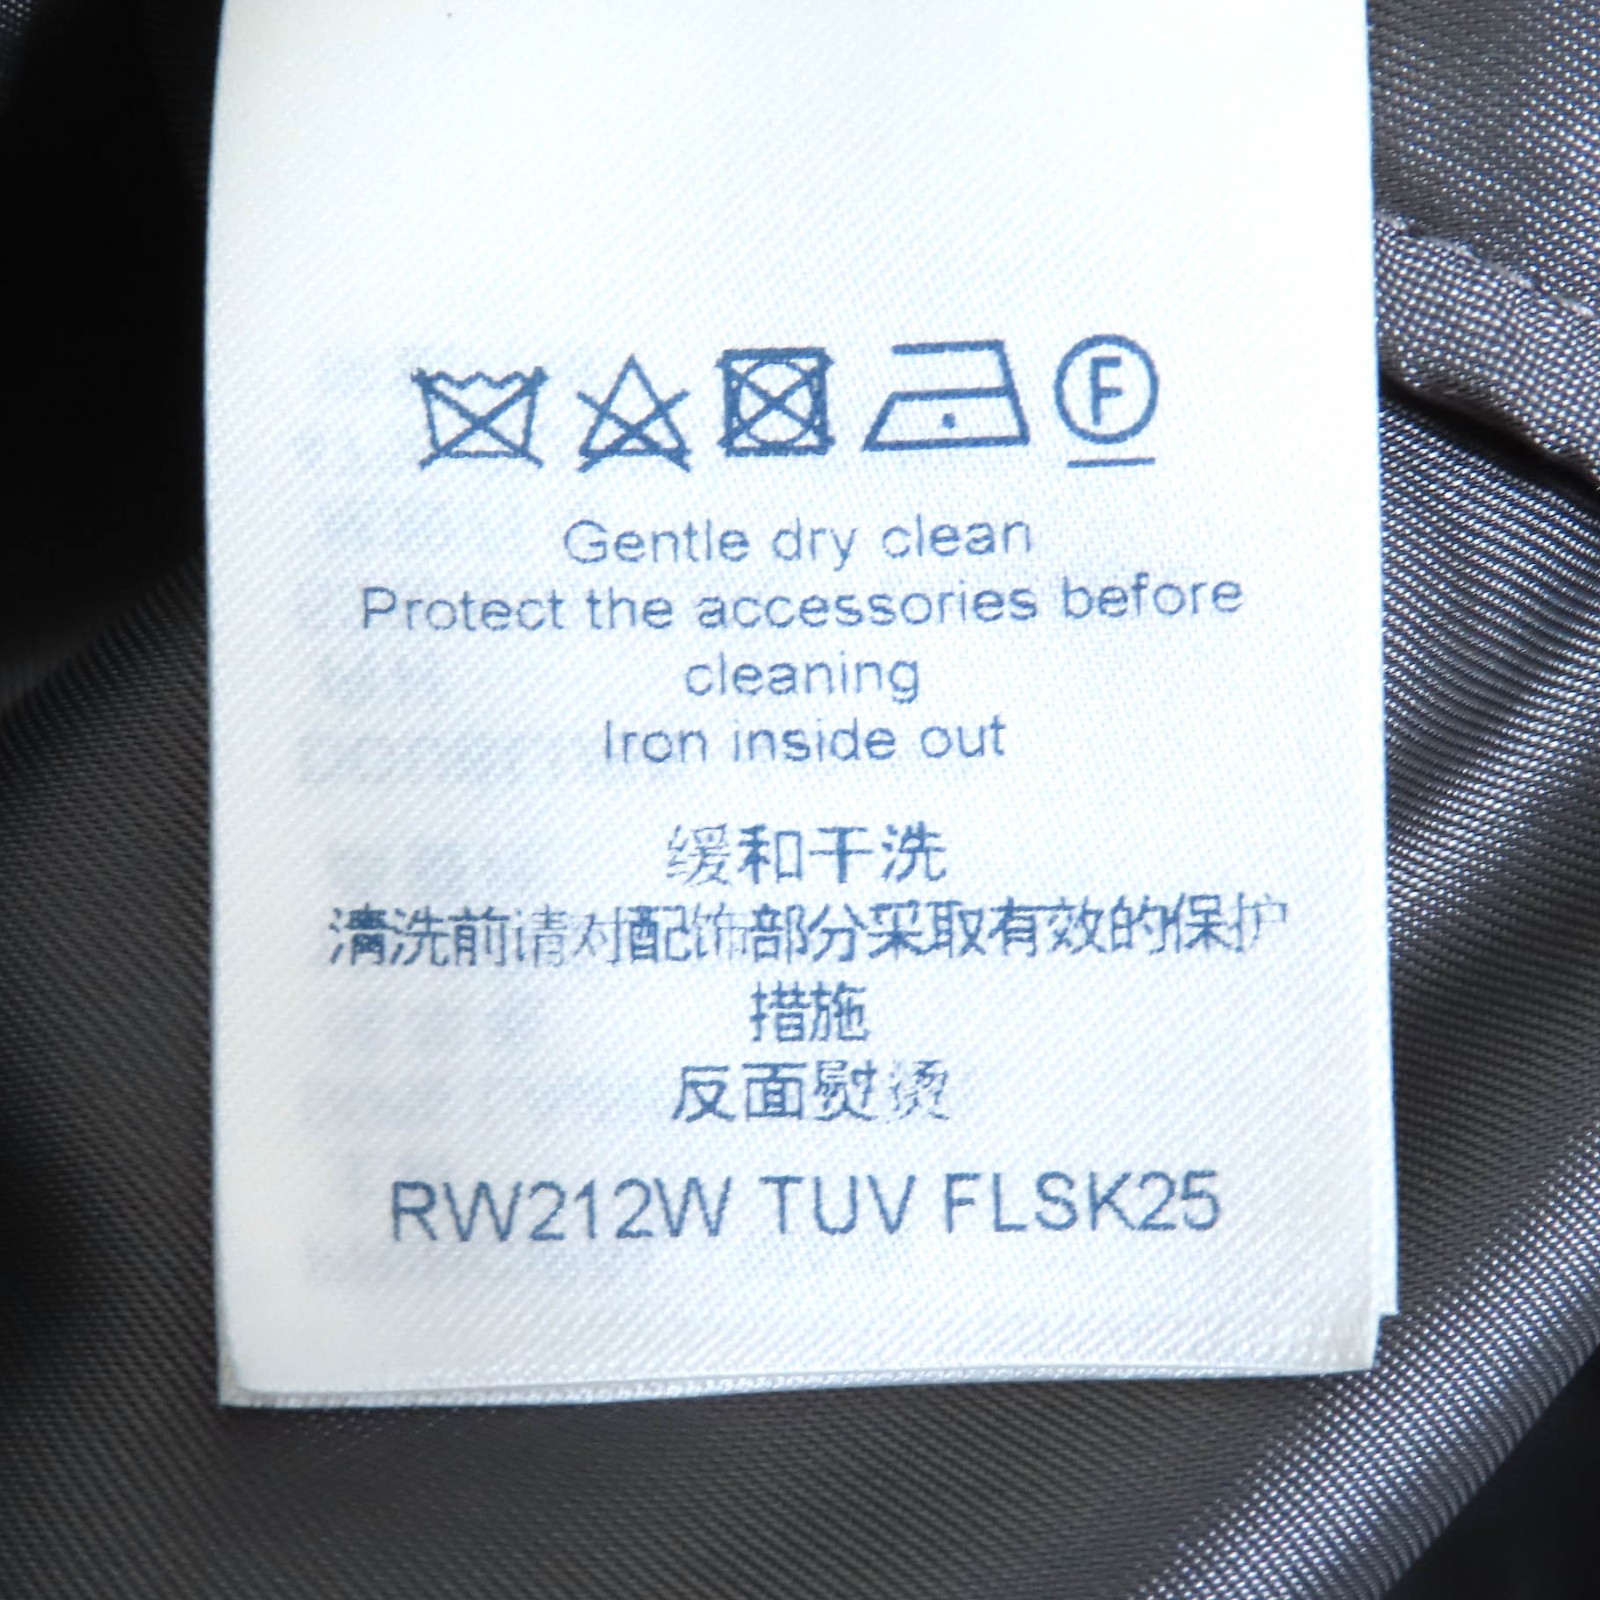 F
Gentle dry clean
Protect the accessories before
cleaning
Iron inside out
缓和干洗
清洗前请对配饰部分采取有效的保护
措施
反面熨烫
RW212W TUV FLSK25